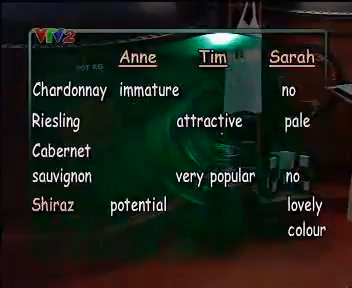 VTV2
Anne Tim Sarah
Chardonnay immature no
Riesling attractive pale
Cabernet
sauvignon very popular no
Shiraz potential lovely
colour